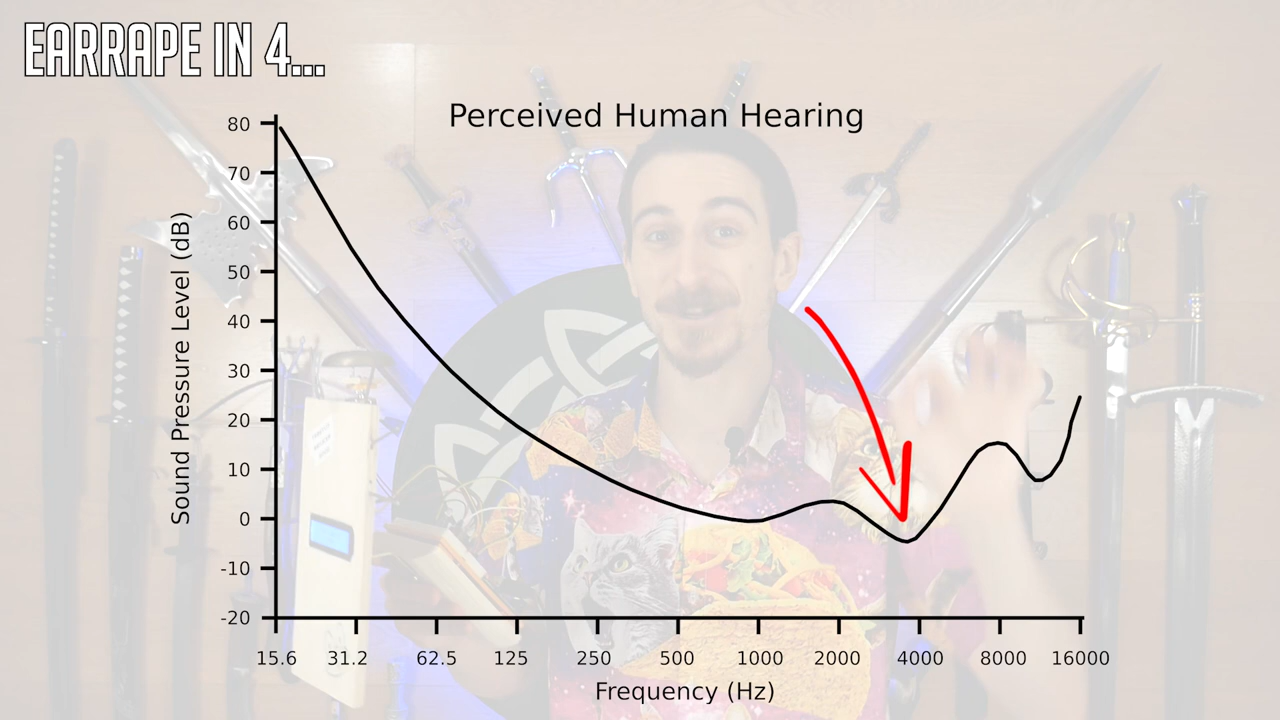 EARRAPE IN 4...
Perceived Human Hearing
80
70
60
50
40
30
20
10
0
-10
-20
Sound Pressure Level (dB)
15.6 31.2 62.5 125 250 500 1000 2000 4000 8000 16000
Frequency (Hz)